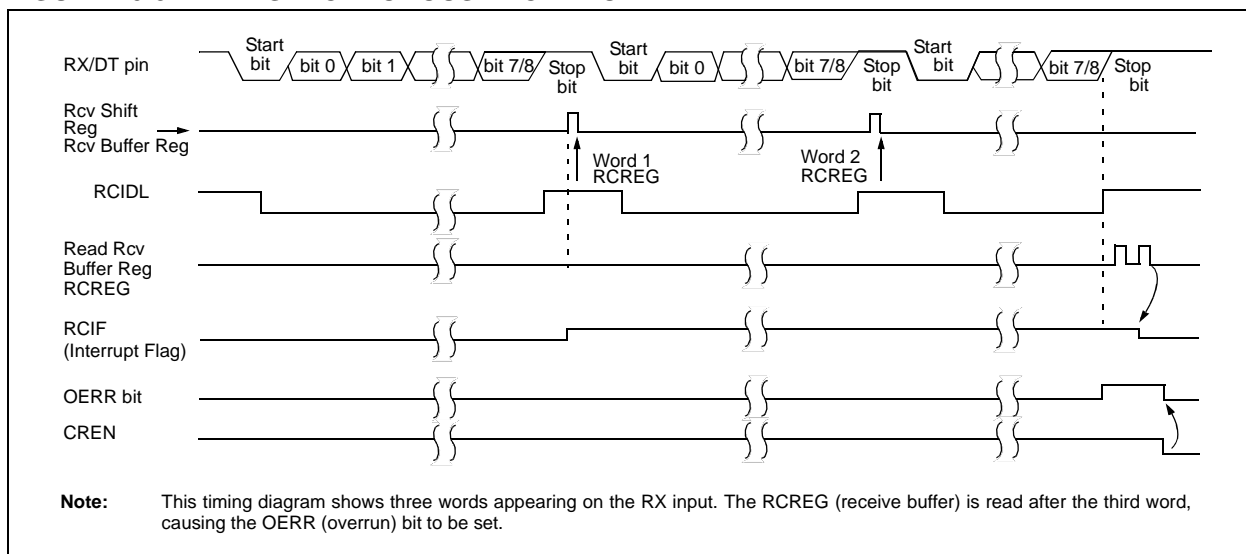 RX/DT pin
Start
bit
bit 0
bit 1
bit 7/8
Stop
bit
Start
bit
bit 0
bit 7/8
Stop
bit
Start
bit
bit 7/8
Stop
bit
Rcv Shift
Reg
Rcv Buffer Reg
Word 1
RCREG
Word 2
RCREG
RCIDL
Read Rcv
Buffer Reg
RCREG
RCIF
(Interrupt Flag)
OERR bit
CREN
Note: This timing diagram shows three words appearing on the RX input. The RCREG (receive buffer) is read after the third word,
causing the OERR (overrun) bit to be set.